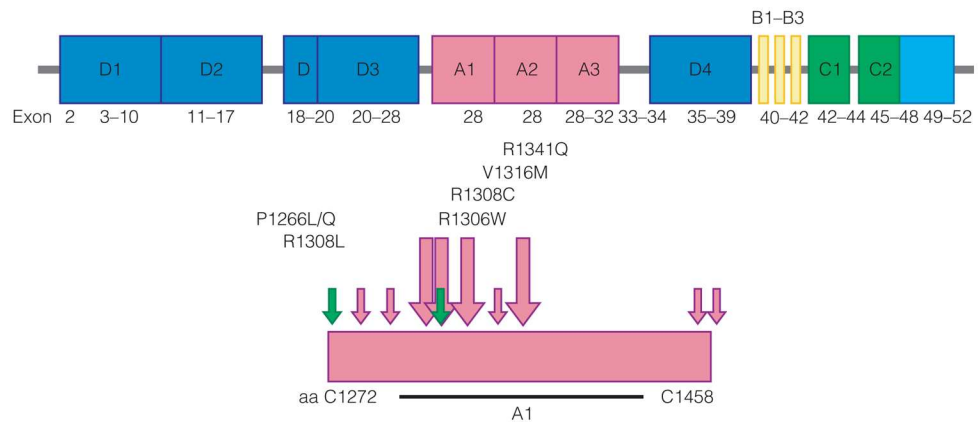 B1–B3
D1 D2 D D3 A1 A2 A3 D4 C1 C2
Exon 2 3–10 11–17 18–20 20–28 28 28 28–32 33–34 35–39 40–42 42–44 45–48 49–52
R1341Q
V1316M
R1308C
P1266L/Q R1306W
R1308L
aa C1272 C1458
A1